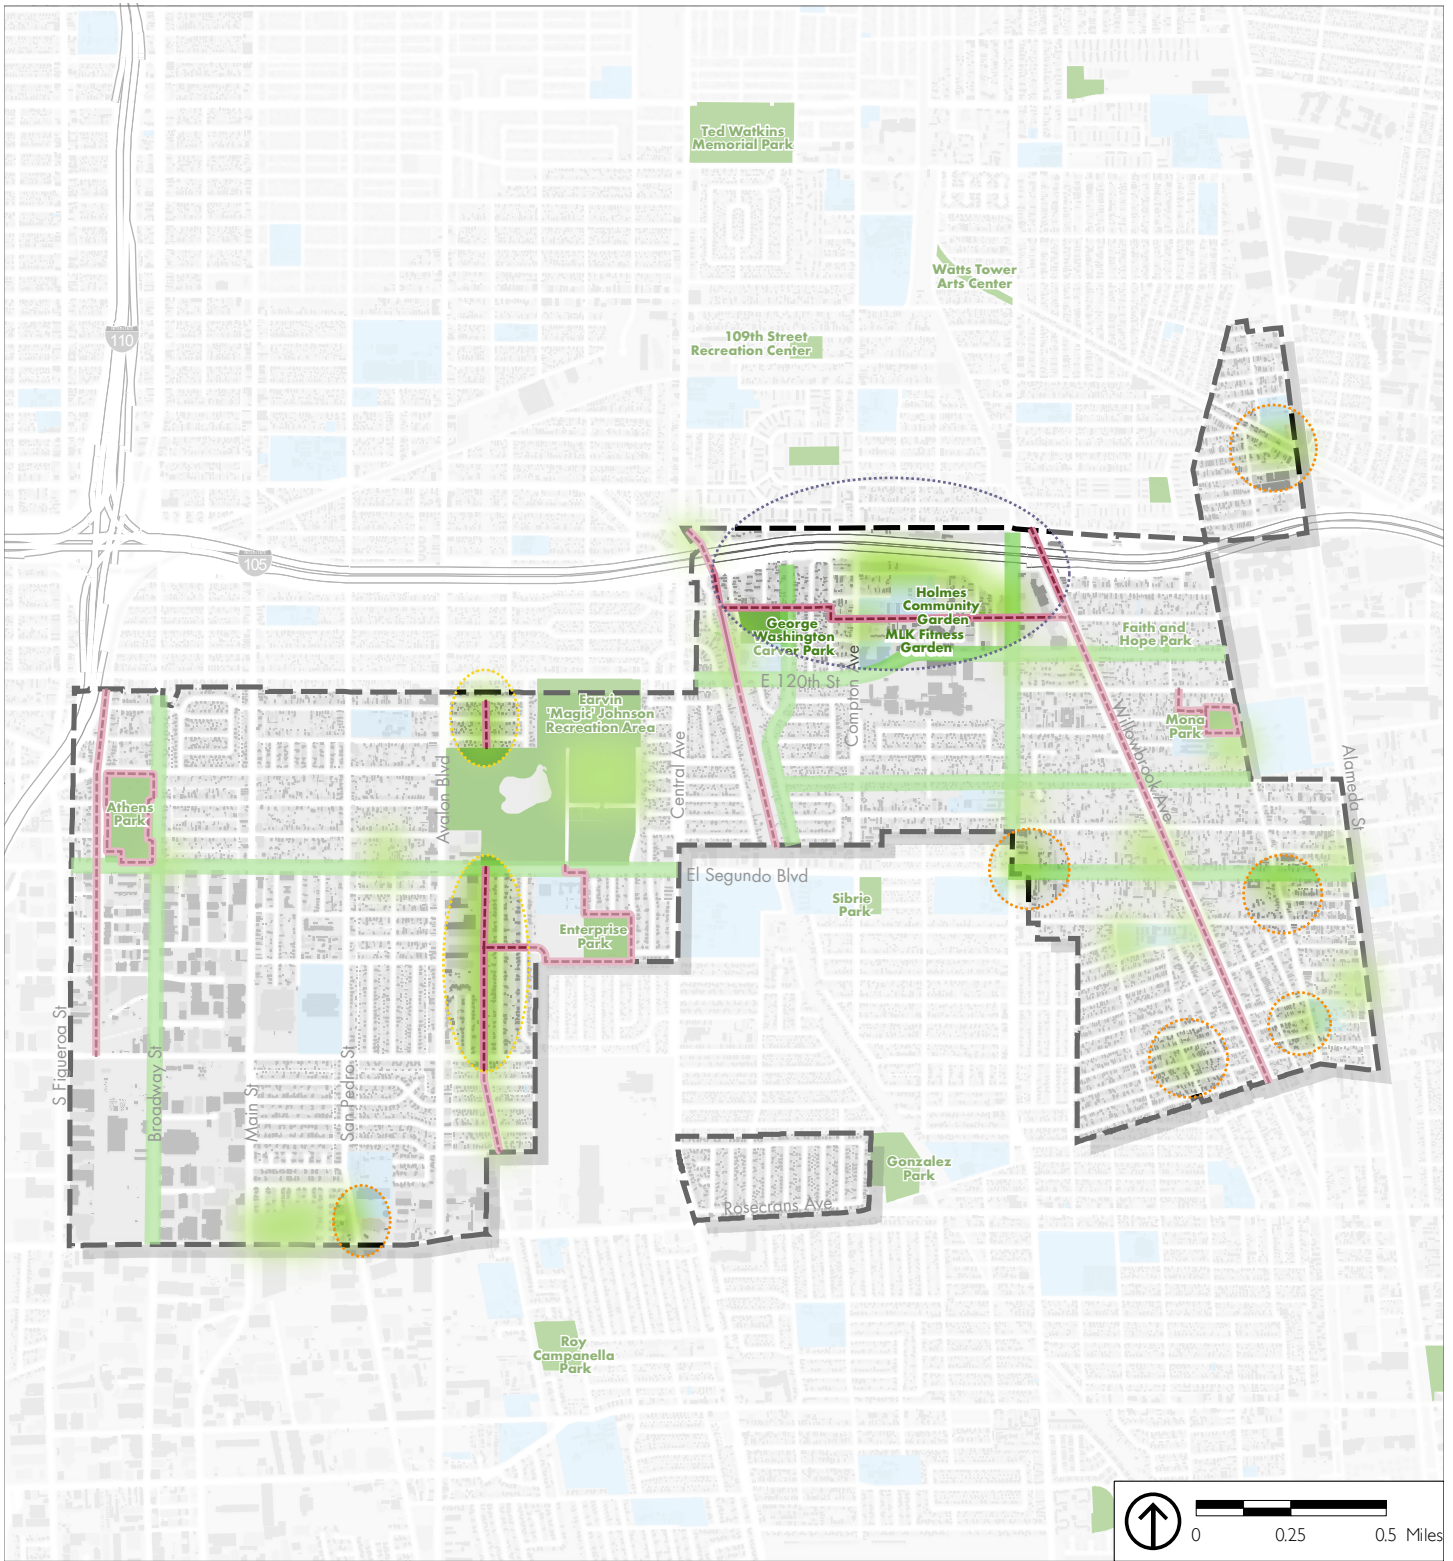 Ted Watkins
Memorial Park
Watts Tower
Arts Center
109th Street
Recreation Center
110
105
Holmes
Community
Garden
MLK Fitness
Garden
George
Washington
Carver Park
Faith and
Hope Park
E 120th St
Compton Ave
Earvin
'Magic' Johnson
Recreation Area
Mona
Park
Willowbrook Ave
Alameda St
Central Ave
Avalon Blvd
Athens
Park
El Segundo Blvd
Sibrie
Park
Enterprise
Park
S Figueroa St
Broadway St
Main St
San Pedro St
Gonzalez
Park
Rosecrans Ave
Roy
Campanella
Park
0 0.25 0.5 Miles